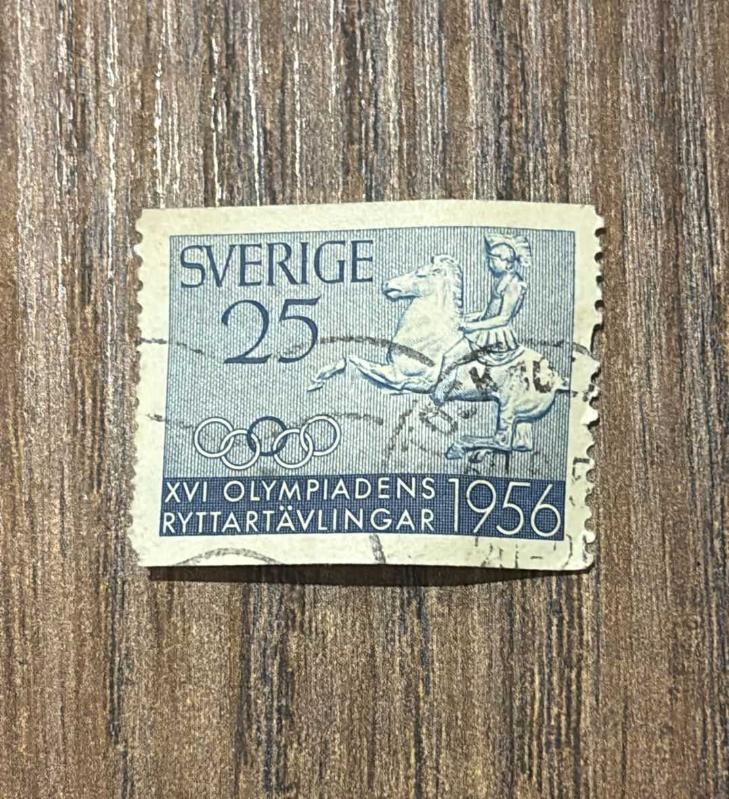 SVERIGE
25
XVI OLYMPIADENS
RYTTARTÄVLINGAR 1956